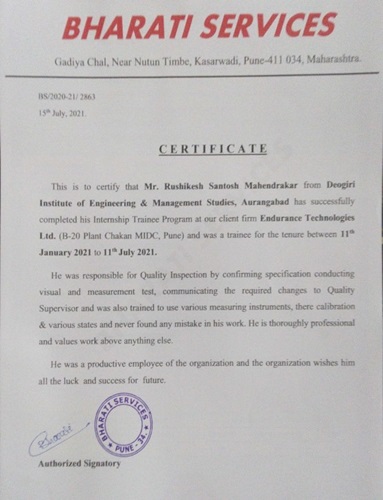 BHARATI SERVICES
Gadiya Chal, Near Nutun Timbe, Kasarwadi, Pune-411 034, Maharashtra.
BS/2020-21/ 2863
15th July, 2021.
CERTIFICATE
This is to certify that Mr. Rushikesh Santosh Mahendrakar from Deogiri
Institute of Engineering & Management Studies, Aurangabad has successfully
completed his Internship Trainee Program at our client firm Endurance Technologies
Ltd. (B-20 Plant Chakan MIDC, Pune) and was a trainee for the tenure between 11th
January 2021 to 11th July 2021.
He was responsible for Quality Inspection by confirming specification conducting
visual and measurement test, communicating the required changes to Quality
Supervisor and was also trained to use various measuring instruments, there calibration
& various states and never found any mistake in his work. He is thoroughly professional
and values work above anything else.
He was a productive employee of the organization and the organization wishes him
all the luck and success for future.
BHARATI SERVICES
PUNE-34.
Authorized Signatory